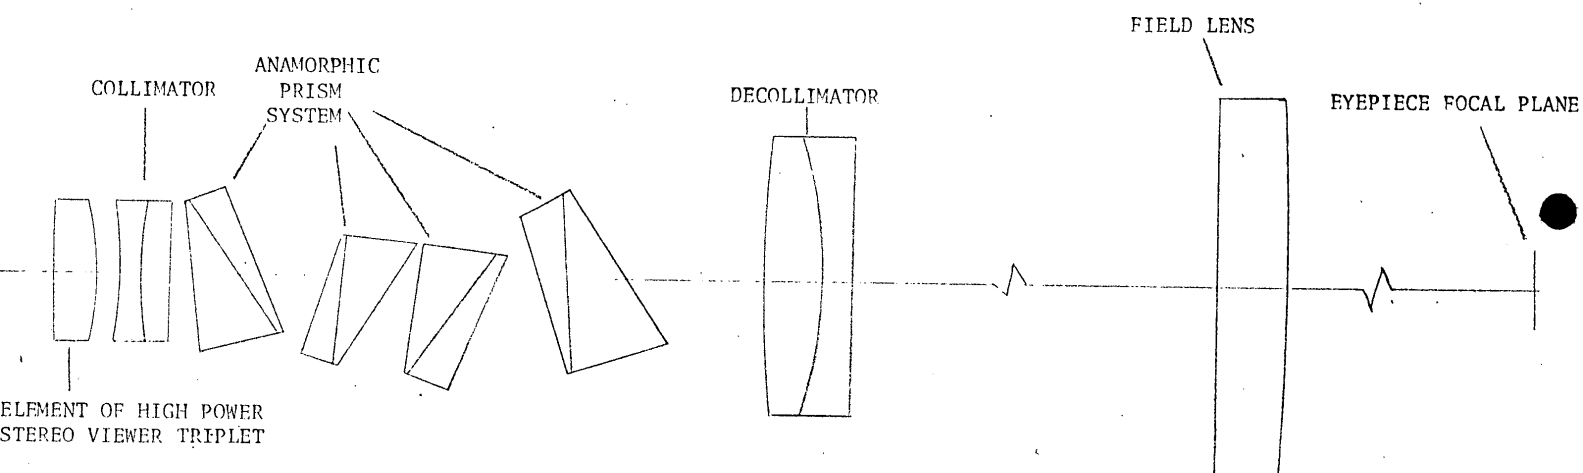 FIELD LENS
ANAMORPHIC
PRISM
SYSTEM
COLLIMATOR
DECOLLIMATOR
EYEPIECE FOCAL PLANE
ELEMENT OF HIGH POWER
STEREO VIEWER TRIPLET